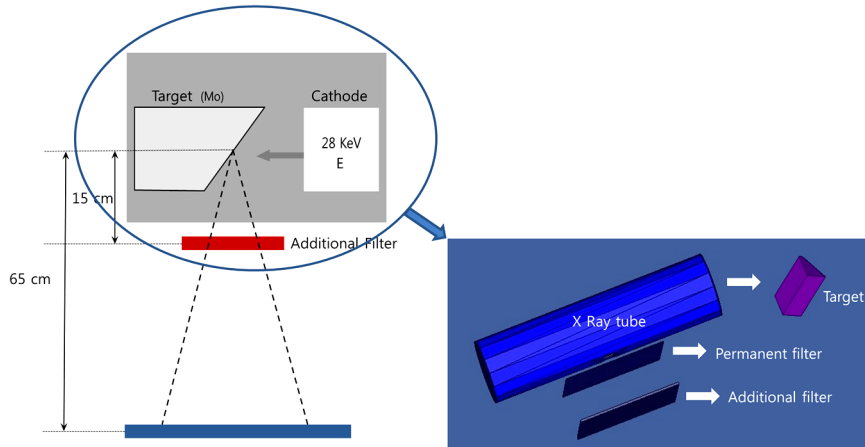 Target (Mo)
Cathode
28 KeV
E
15 cm
Additional Filter
65 cm
X Ray tube
Target
Permanent filter
Additional filter